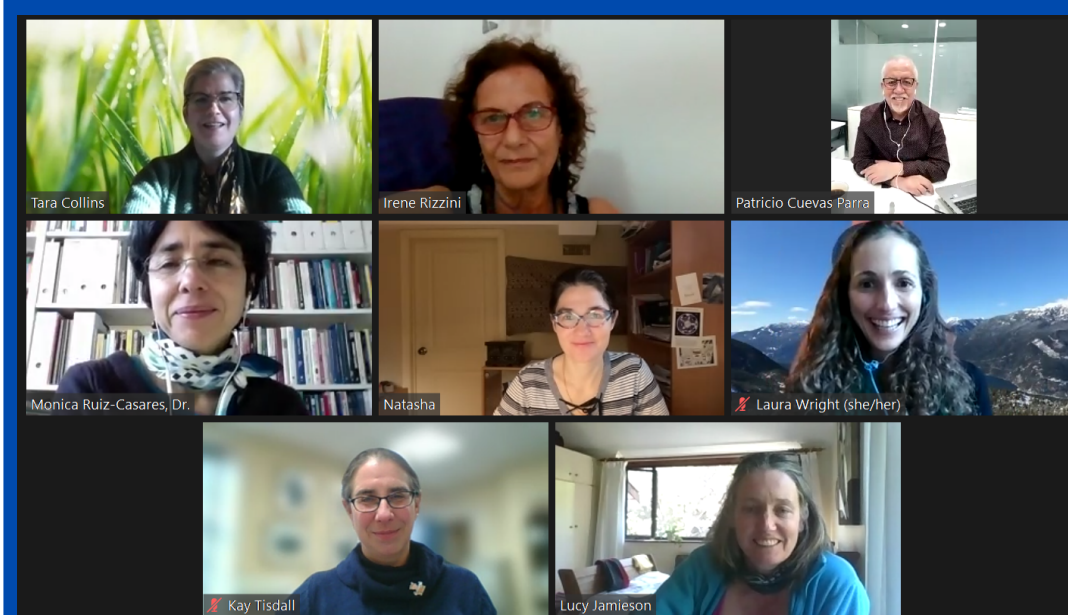 Tara Collins
Irene Rizzini
Patricio Cuevas Parra
Monica Ruiz-Casares, Dr.
Natasha
Laura Wright (she/her)
Kay Tisdall
Lucy Jamieson